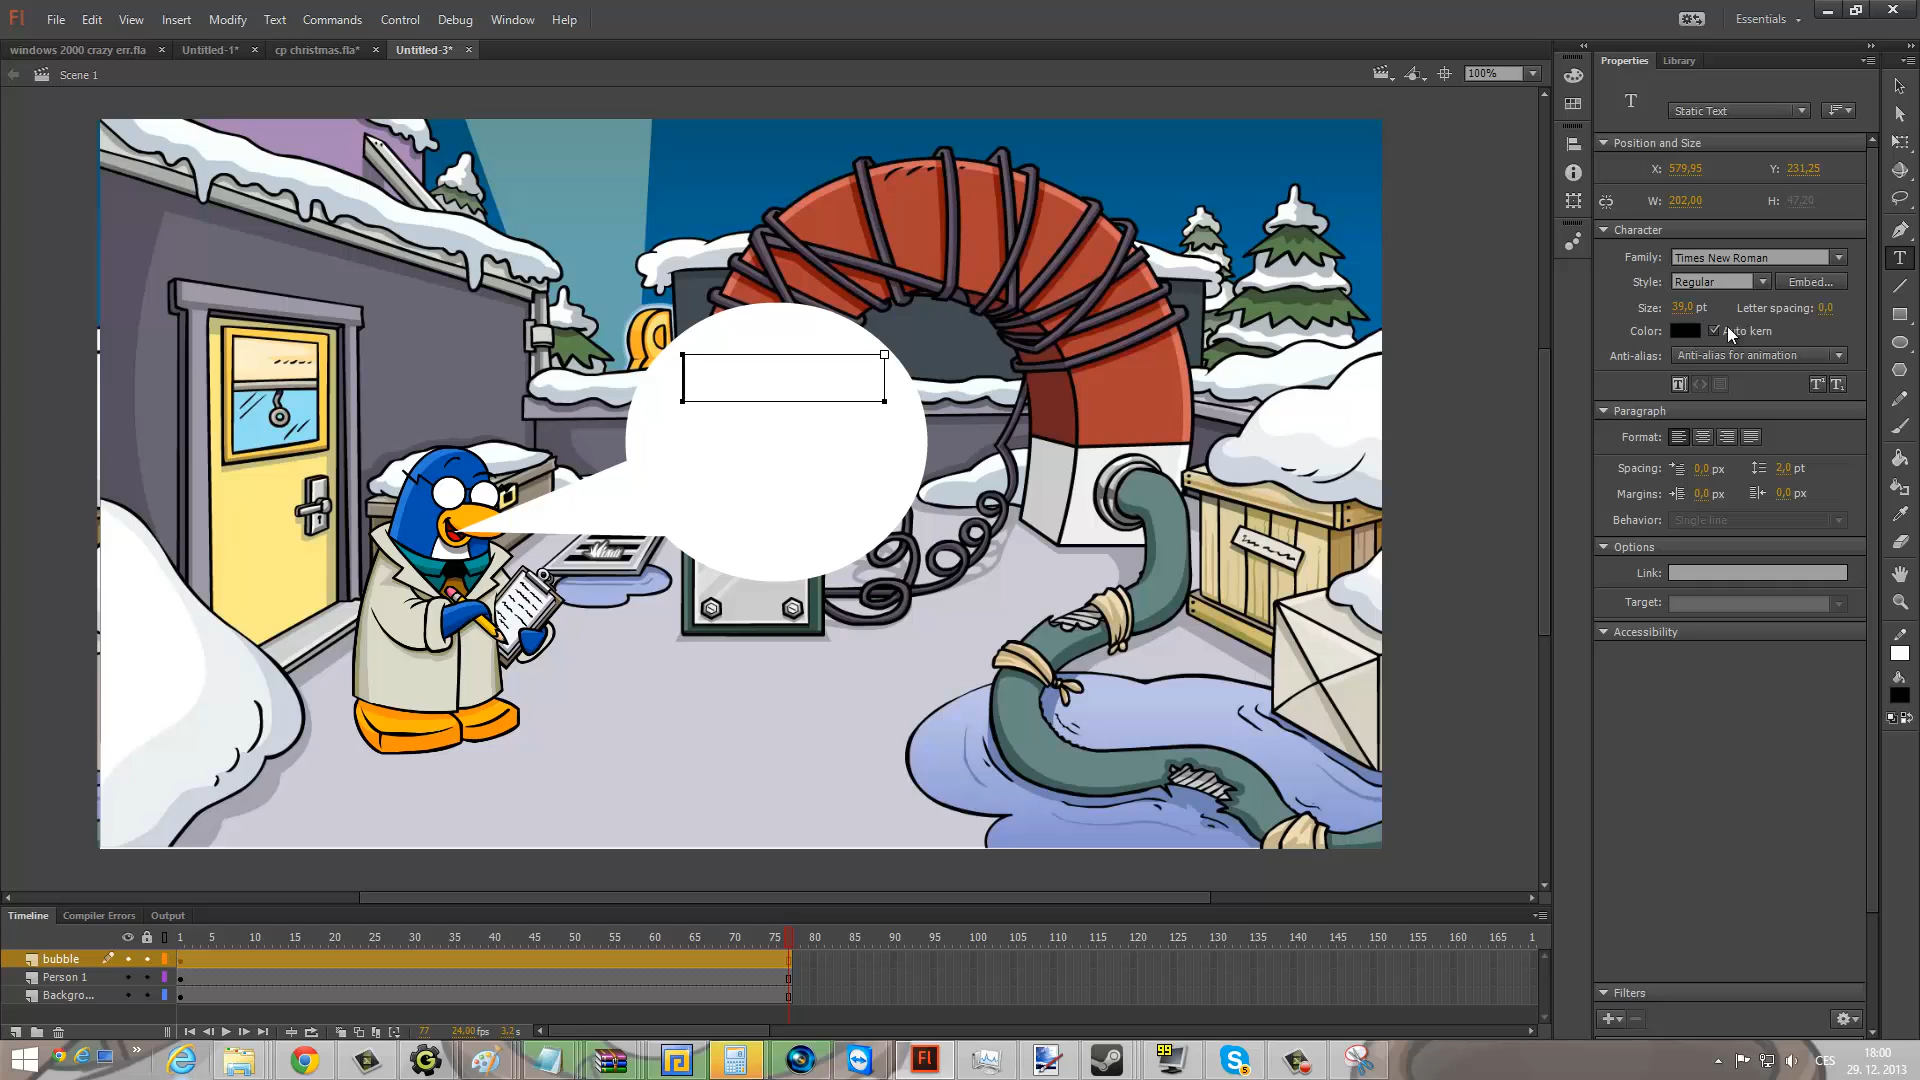 Fl File Edit View Insert Modify Text Commands Control Debug Window Help Essentials
windows 2000 crazy err.fla × Untitled-1* × cp christmas.fla* × Untitled-3* ×
Scene 1 100%
Properties Library
T Static Text
Position and Size
X: 579,95 Y: 231,25
W: 202,00 H: 47,20
Character
Family: Times New Roman
Style: Regular Embed...
Size: 39,0 pt Letter spacing: 0,0
Color: Auto kern
Anti-alias: Anti-alias for animation
Paragraph
Format:
Spacing: 0,0 px 2,0 pt
Margins: 0,0 px 0,0 px
Behavior: Single line
Options
Link:
Target:
Accessibility
Filters
Timeline Compiler Errors Output
1 5 10 15 20 25 30 35 40 45 50 55 60 65 70 75 80 85 90 95 100 105 110 115 120 125 130 135 140 145 150 155 160 165 1
bubble
Person 1
Backgro...
77 24,00 fps 3,2 s
Fl 99 S 5 CES 18:00
29. 12. 2013